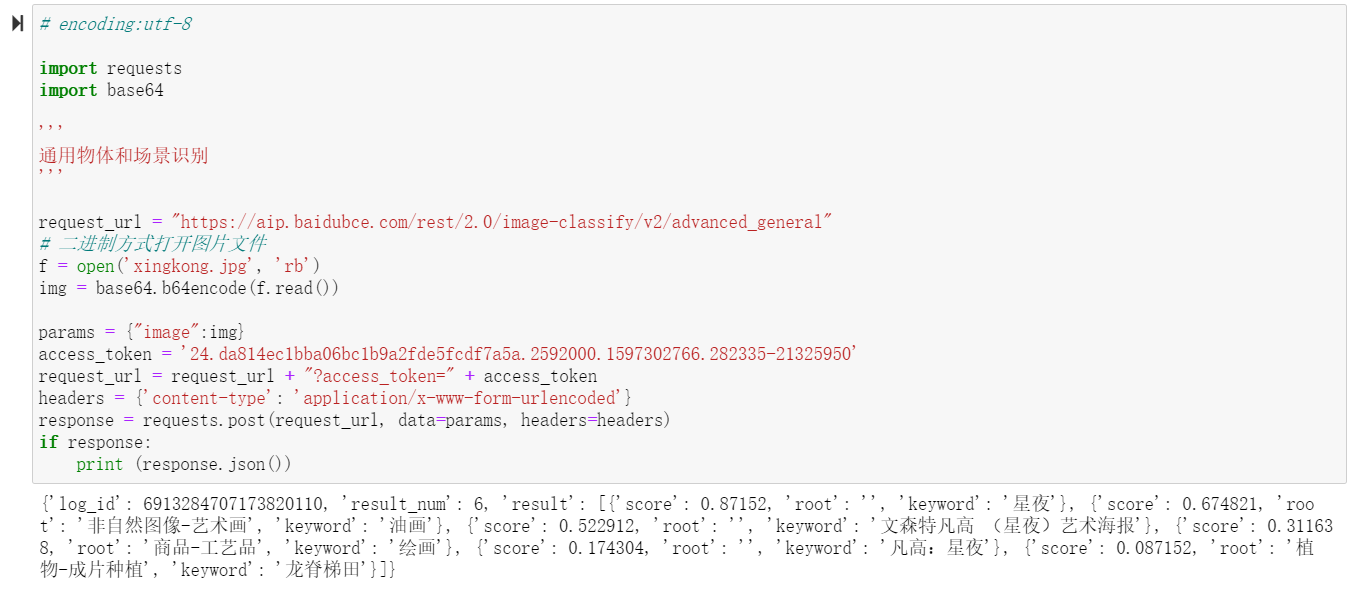 # encoding:utf-8
import requests
import base64
'''
通用物体和场景识别
'''
request_url = "https://aip.baidubce.com/rest/2.0/image-classify/v2/advanced_general"
# 二进制方式打开图片文件
f = open('xingkong.jpg', 'rb')
img = base64.b64encode(f.read())
params = {"image":img}
access_token = '24.da814ec1bba06bc1b9a2fde5fcdf7a5a.2592000.1597302766.282335-21325950'
request_url = request_url + "?access_token=" + access_token
headers = {'content-type': 'application/x-www-form-urlencoded'}
response = requests.post(request_url, data=params, headers=headers)
if response:
    print (response.json())
{'log_id': 6913284707173820110, 'result_num': 6, 'result': [{'score': 0.87152, 'root': '', 'keyword': '星夜'}, {'score': 0.674821, 'roo
t': '非自然图像-艺术画', 'keyword': '油画'}, {'score': 0.522912, 'root': '', 'keyword': '文森特凡高 （星夜）艺术海报'}, {'score': 0.31163
8, 'root': '商品-工艺品', 'keyword': '绘画'}, {'score': 0.174304, 'root': '', 'keyword': '凡高：星夜'}, {'score': 0.087152, 'root': '植
物-成片种植', 'keyword': '龙脊梯田'}]}